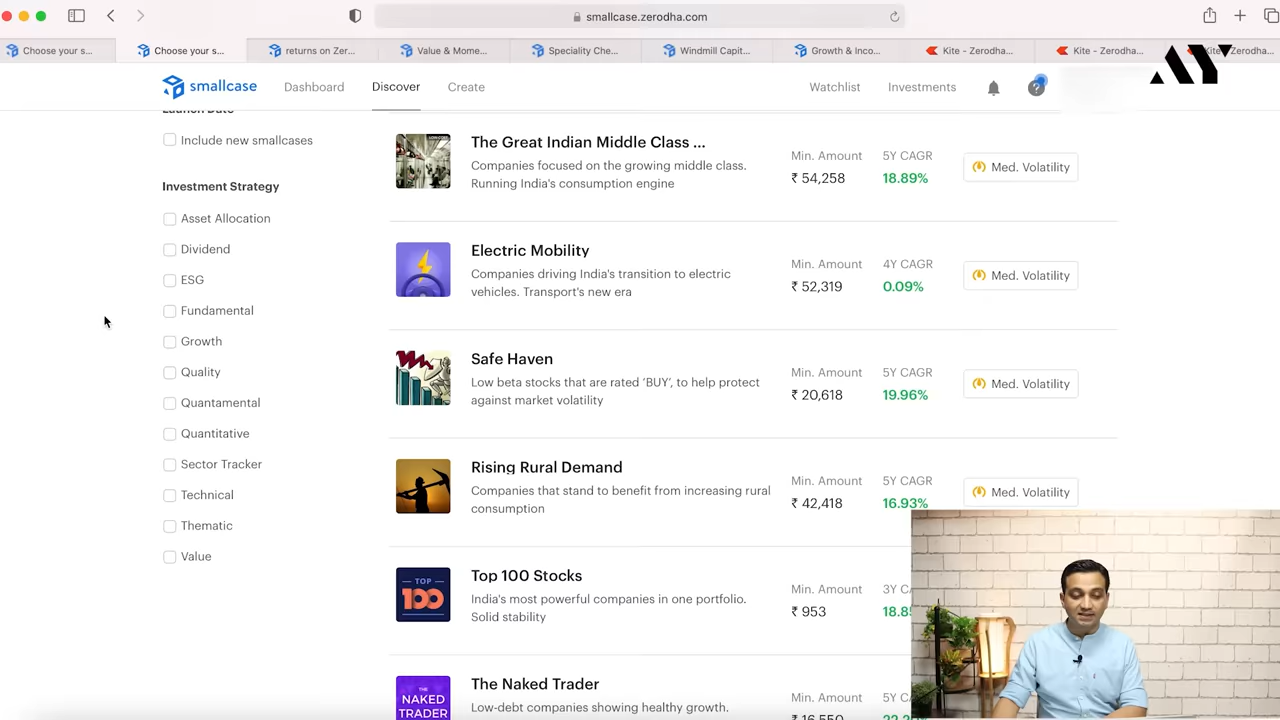 smallcase.zerodha.com
Choose your s...
Choose your s...
returns on Zer...
Value & Mome...
Speciality Che...
Windmill Capit...
Growth & Inco...
Kite - Zerodha...
Kite - Zerodha...
Zerodha...
smallcase
Dashboard
Discover
Create
Watchlist
Investments
Launch Date
Include new smallcases
Investment Strategy
Asset Allocation
Dividend
ESG
Fundamental
Growth
Quality
Quantamental
Quantitative
Sector Tracker
Technical
Thematic
Value
The Great Indian Middle Class ...
Companies focused on the growing middle class.
Running India's consumption engine
Min. Amount
₹ 54,258
5Y CAGR
18.89%
Med. Volatility
Electric Mobility
Companies driving India's transition to electric
vehicles. Transport's new era
Min. Amount
₹ 52,319
4Y CAGR
0.09%
Med. Volatility
Safe Haven
Low beta stocks that are rated ‘BUY’, to help protect
against market volatility
Min. Amount
₹ 20,618
5Y CAGR
19.96%
Med. Volatility
Rising Rural Demand
Companies that stand to benefit from increasing rural
consumption
Min. Amount
₹ 42,418
5Y CAGR
16.93%
Med. Volatility
TOP
100
Top 100 Stocks
India's most powerful companies in one portfolio.
Solid stability
Min. Amount
₹ 953
3Y
18.8
THE
NAKED
TRADER
The Naked Trader
Low-debt companies showing healthy growth.
Min. Amount
₹ 16,550
5Y